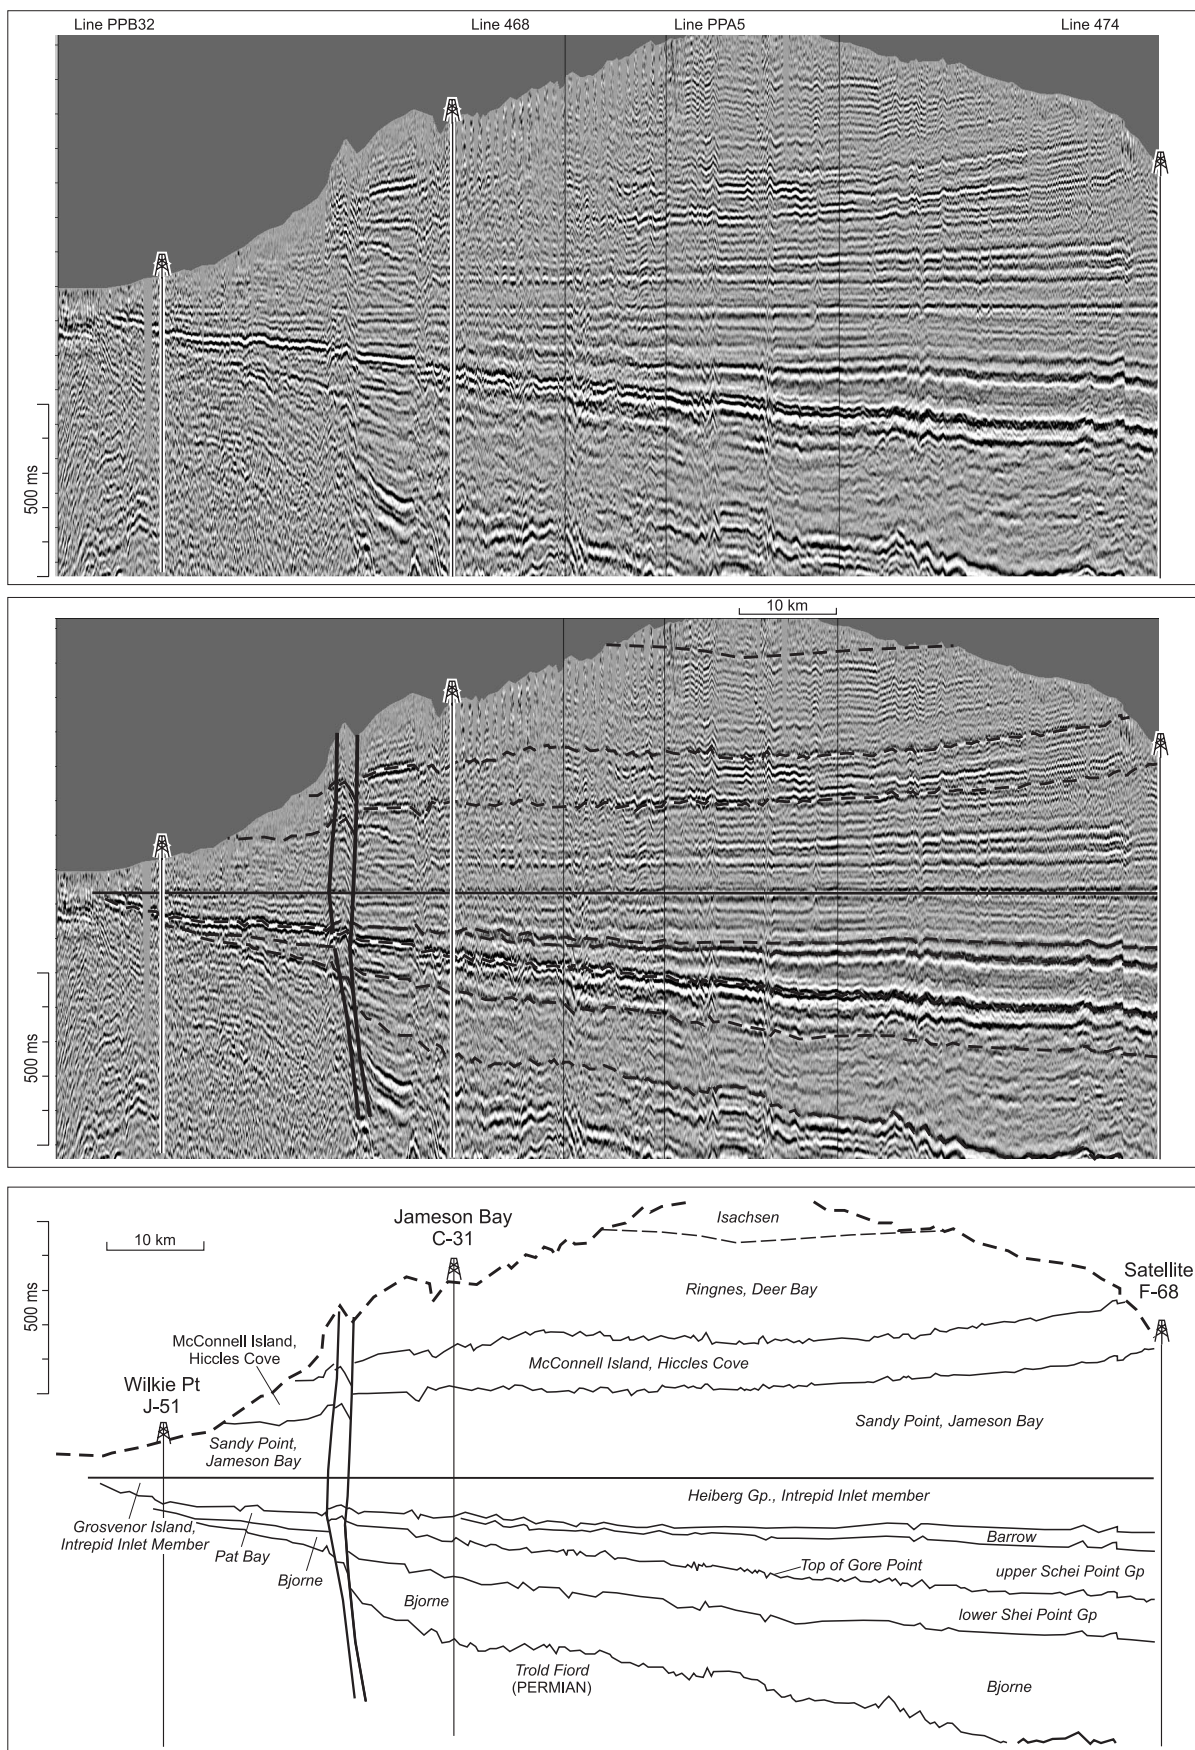 Line PPB32
Line 468
Line PPA5
Line 474
500 ms
10 km
500 ms
Isachsen
Jameson Bay
C-31
10 km
Satellite
F-68
Ringnes, Deer Bay
500 ms
McConnell Island,
Hiccles Cove
McConnell Island, Hiccles Cove
Wilkie Pt
J-51
Sandy Point, Jameson Bay
Sandy Point,
Jameson Bay
Heiberg Gp., Intrepid Inlet member
Grosvenor Island,
Intrepid Inlet Member
Barrow
Pat Bay
Top of Gore Point
upper Schei Point Gp
Bjorne
Bjorne
lower Shei Point Gp
Trold Fiord
(PERMIAN)
Bjorne